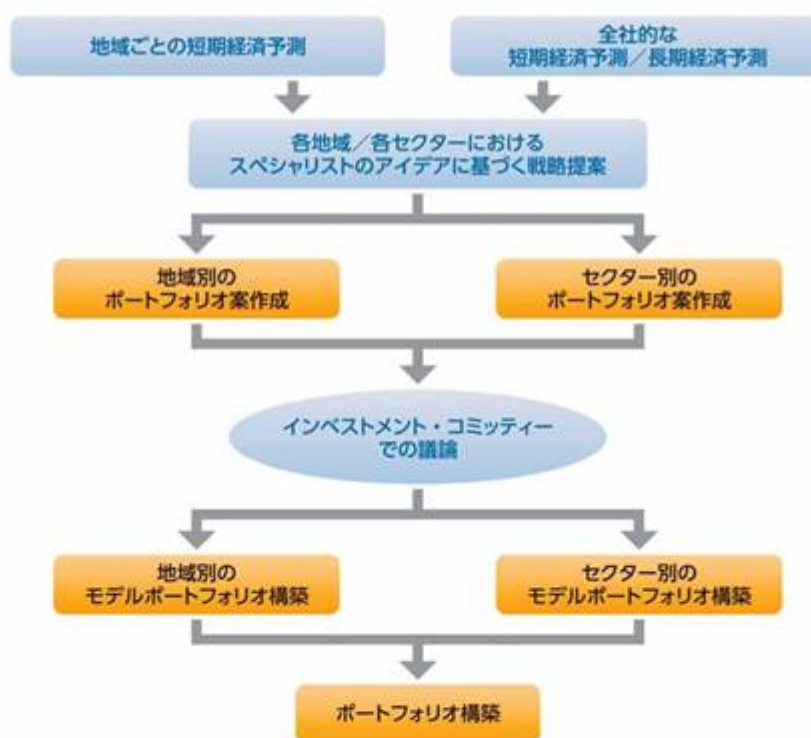 地域ごとの短期経済予測
全社的な
短期経済予測／長期経済予測
各地域／各セクターにおける
スペシャリストのアイデアに基づく戦略提案
地域別の
ポートフォリオ案作成
セクター別の
ポートフォリオ案作成
インベストメント・コミッティー
での議論
地域別の
モデルポートフォリオ構築
セクター別の
モデルポートフォリオ構築
ポートフォリオ構築